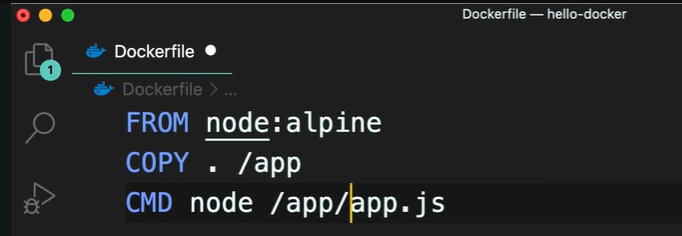 Dockerfile — hello-docker
Dockerfile
1
Dockerfile > ...
FROM node:alpine
COPY . /app
CMD node /app/app.js